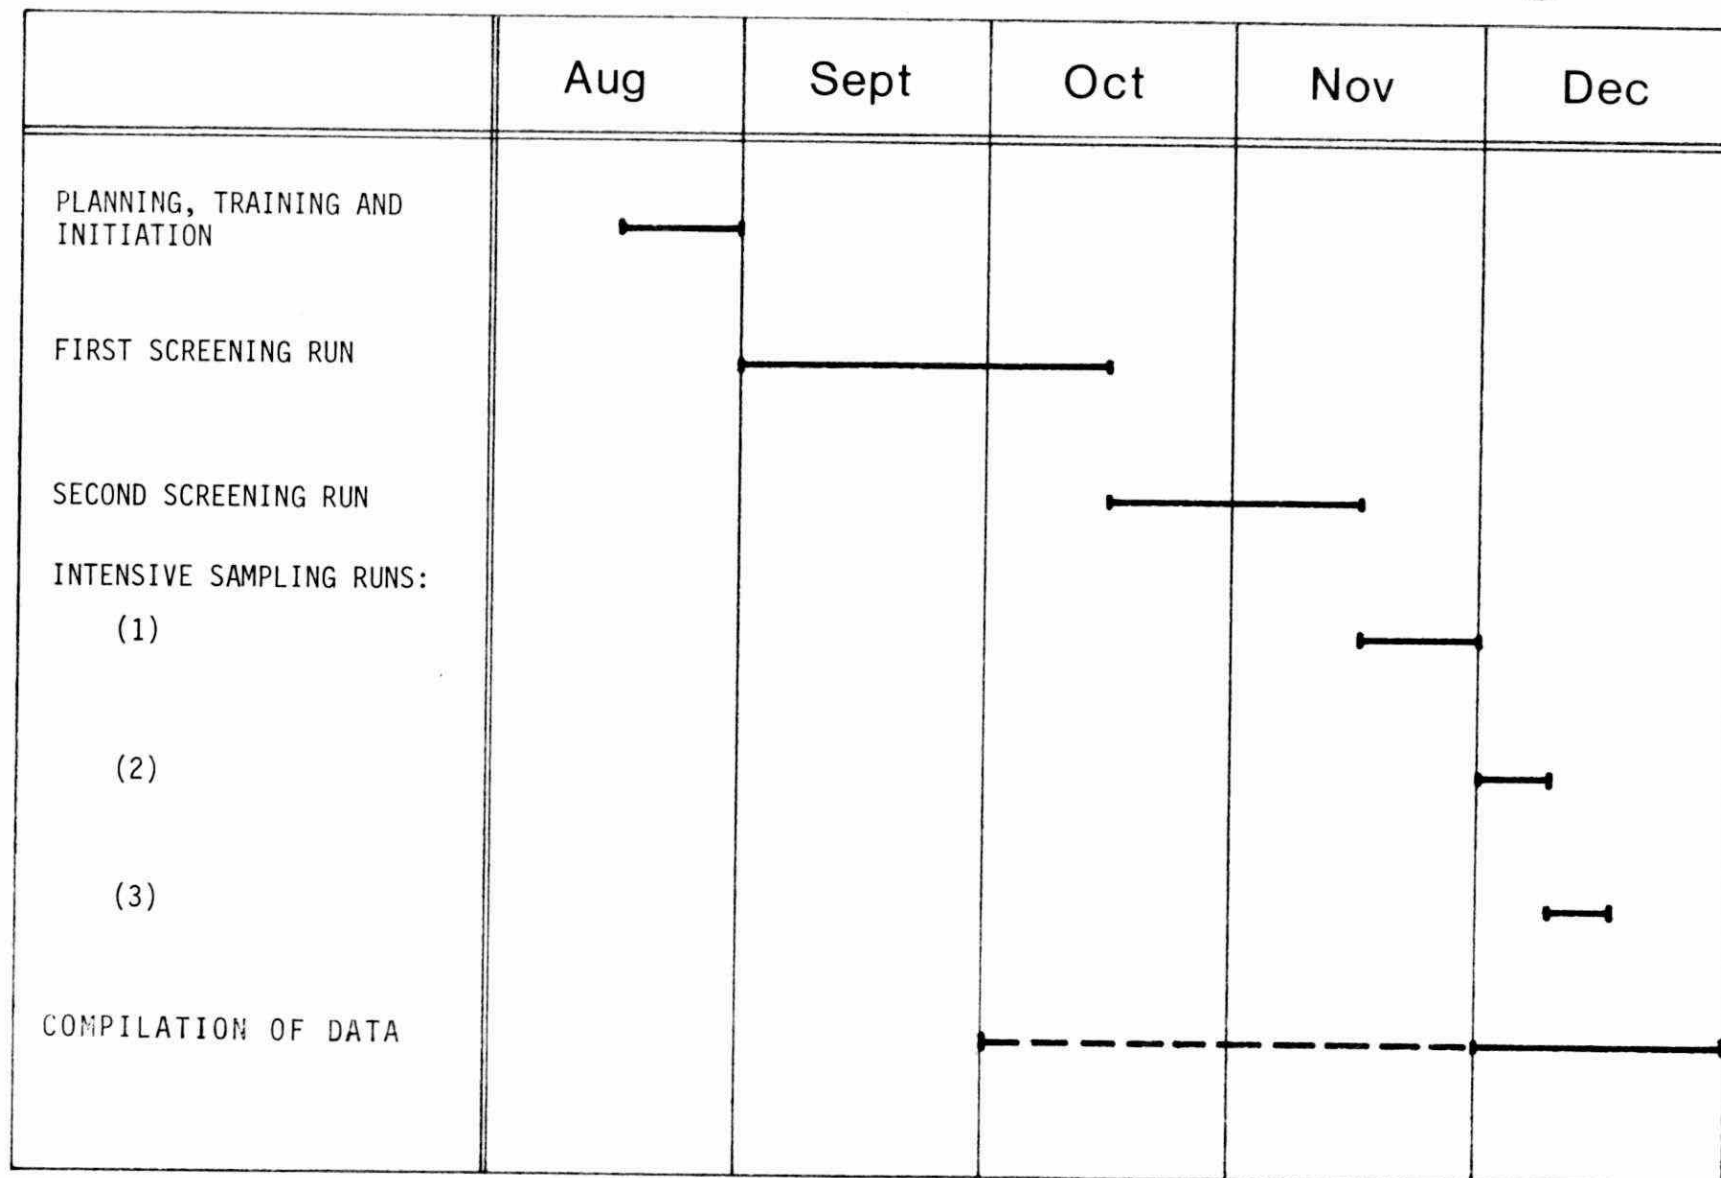 Aug Sept Oct Nov Dec
PLANNING, TRAINING AND
INITIATION
FIRST SCREENING RUN
SECOND SCREENING RUN
INTENSIVE SAMPLING RUNS:
(1)
(2)
(3)
COMPILATION OF DATA